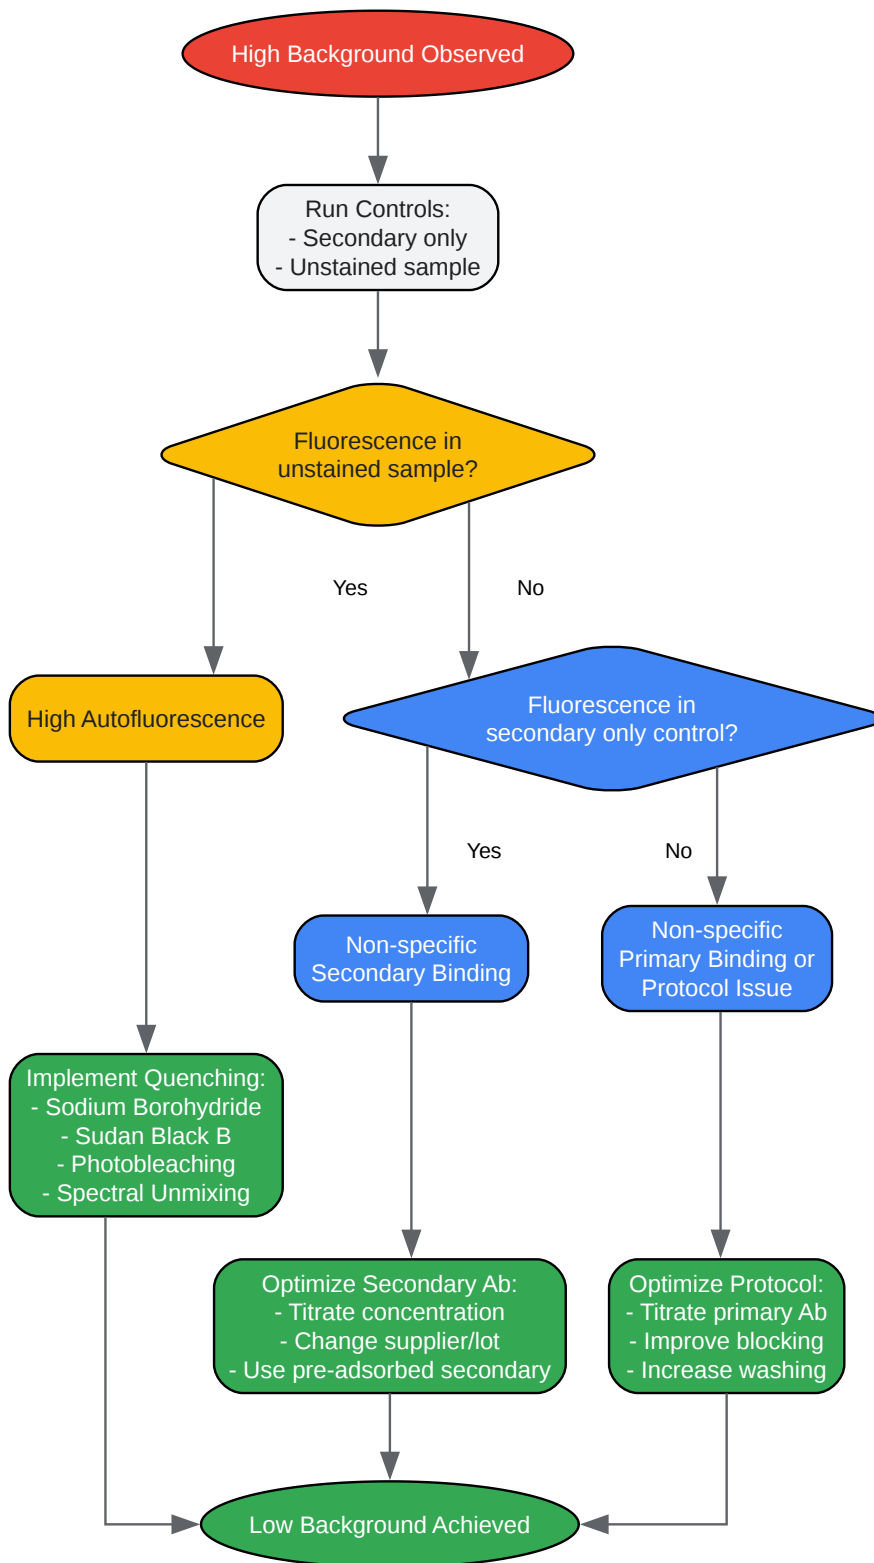 High Background Observed
Run Controls:
- Secondary only
- Unstained sample
Fluorescence in
unstained sample?
Yes
No
High Autofluorescence
Fluorescence in
secondary only control?
Yes
No
Non-specific
Secondary Binding
Non-specific
Primary Binding or
Protocol Issue
Implement Quenching:
- Sodium Borohydride
- Sudan Black B
- Photobleaching
- Spectral Unmixing
Optimize Secondary Ab:
- Titrate concentration
- Change supplier/lot
- Use pre-adsorbed secondary
Optimize Protocol:
- Titrate primary Ab
- Improve blocking
- Increase washing
Low Background Achieved